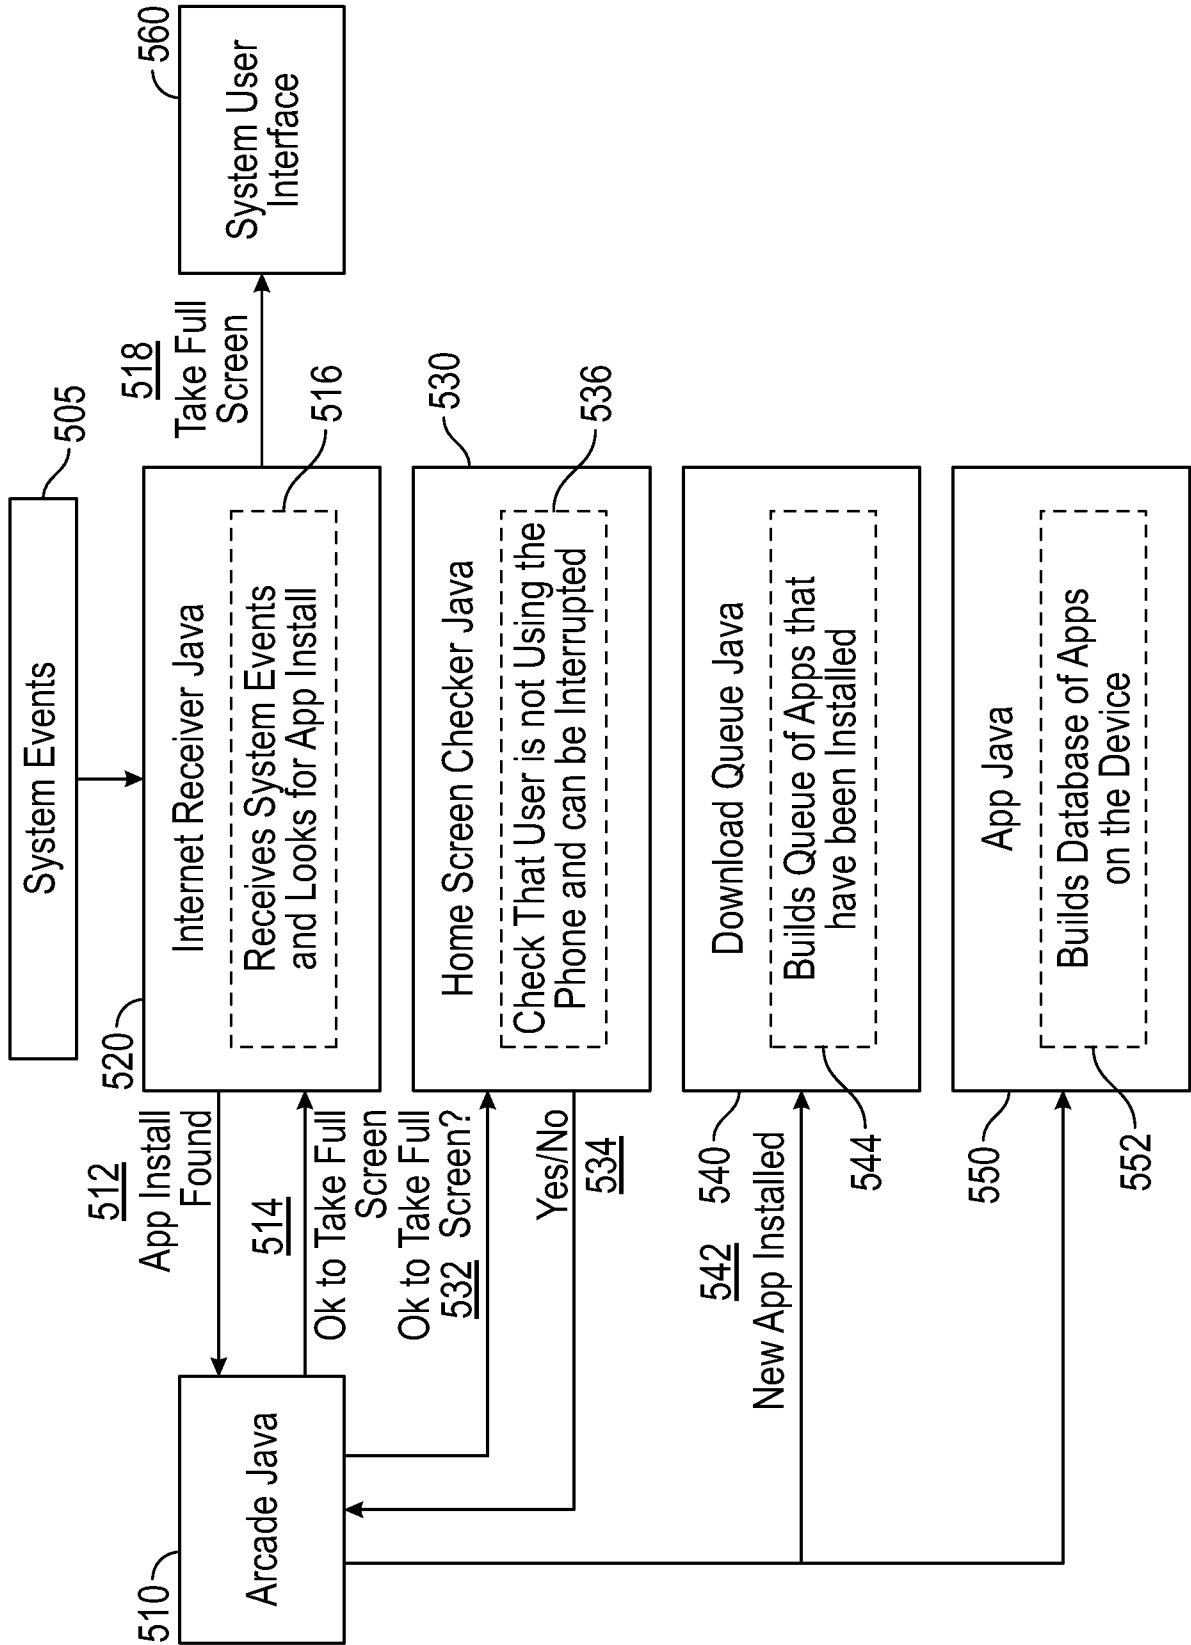 System Events
505
520
Internet Receiver Java
Receives System Events
and Looks for App Install
516
518
Take Full
Screen
560
System User
Interface
512
App Install
Found
514
Ok to Take Full
Screen
510
Arcade Java
Ok to Take Full
532 Screen?
Yes/No
534
530
Home Screen Checker Java
Check That User is not Using the
Phone and can be Interrupted
536
542
New App Installed
540
Download Queue Java
Builds Queue of Apps that
have been Installed
544
550
App Java
Builds Database of Apps
on the Device
552